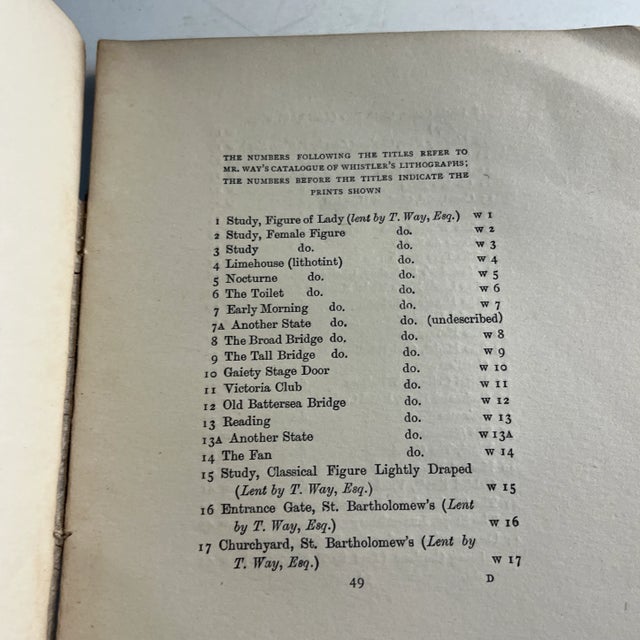 THE NUMBERS FOLLOWING THE TITLES REFER TO
MR. WAY'S CATALOGUE OF WHISTLER'S LITHOGRAPHS;
THE NUMBERS BEFORE THE TITLES INDICATE THE
PRINTS SHOWN
1 Study, Figure of Lady (lent by T. Way, Esq.) W 1
2 Study, Female Figure do. W 2
3 Study do. do. W 3
4 Limehouse (lithotint) do. W 4
5 Nocturne do. do. W 5
6 The Toilet do. do. W 6
7 Early Morning do. do. W 7
7A Another State do. do. (undescribed)
8 The Broad Bridge do. do. W 8
9 The Tall Bridge do. do. W 9
10 Gaiety Stage Door do. W 10
11 Victoria Club do. W 11
12 Old Battersea Bridge do. W 12
13 Reading do. W 13
13A Another State do. W 13A
14 The Fan do. W 14
15 Study, Classical Figure Lightly Draped
(Lent by T. Way, Esq.) W 15
16 Entrance Gate, St. Bartholomew's (Lent
by T. Way, Esq.) W 16
17 Churchyard, St. Bartholomew's (Lent by
T. Way, Esq.) W 17
49 D